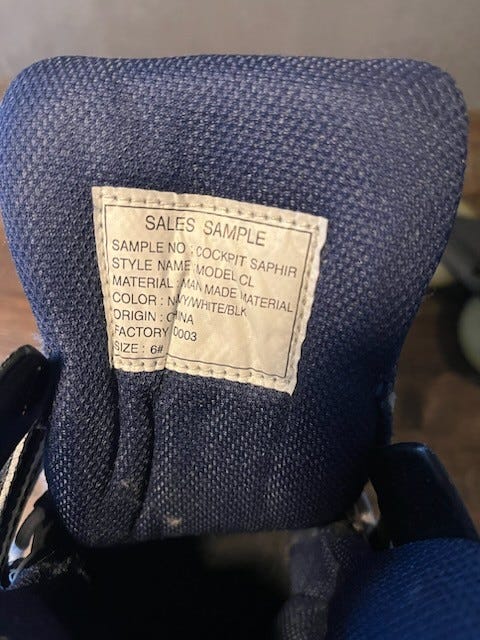 SALES SAMPLE
SAMPLE NO : COCKPIT SAPHIR
STYLE NAME : MODEL CL
MATERIAL : MAN MADE MATERIAL
COLOR : NAVY/WHITE/BLK
ORIGIN : CHINA
FACTORY : 0003
SIZE : 6#